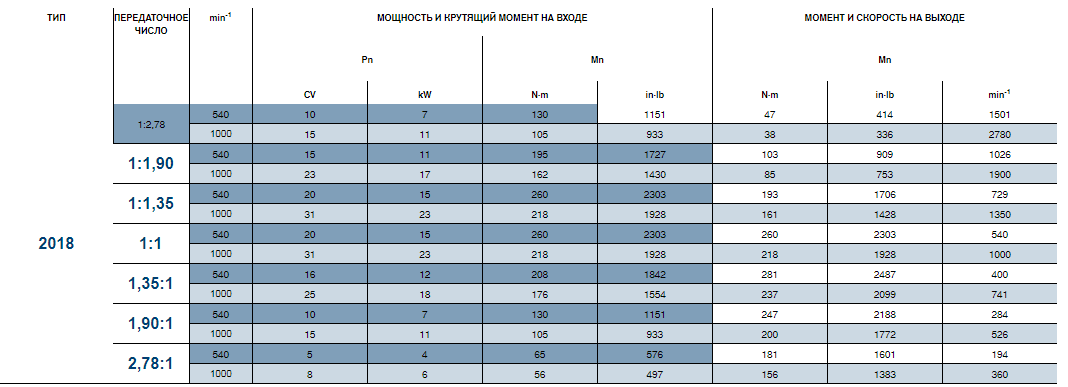 ТИП ПЕРЕДАТОЧНОЕ ЧИСЛО min-1 МОЩНОСТЬ И КРУТЯЩИЙ МОМЕНТ НА ВХОДЕ МОМЕНТ И СКОРОСТЬ НА ВЫХОДЕ
Pn Mn Mn
CV kW N·m in·lb N·m in·lb min-1
1:2,78 540 10 7 130 1151 47 414 1501
1000 15 11 105 933 38 336 2780
1:1,90 540 15 11 195 1727 103 909 1026
1000 23 17 162 1430 85 753 1900
1:1,35 540 20 15 260 2303 193 1706 729
1000 31 23 218 1928 161 1428 1350
2018 1:1 540 20 15 260 2303 260 2303 540
1000 31 23 218 1928 218 1928 1000
1,35:1 540 16 12 208 1842 281 2487 400
1000 25 18 176 1554 237 2099 741
1,90:1 540 10 7 130 1151 247 2188 284
1000 15 11 105 933 200 1772 526
2,78:1 540 5 4 65 576 181 1601 194
1000 8 6 56 497 156 1383 360